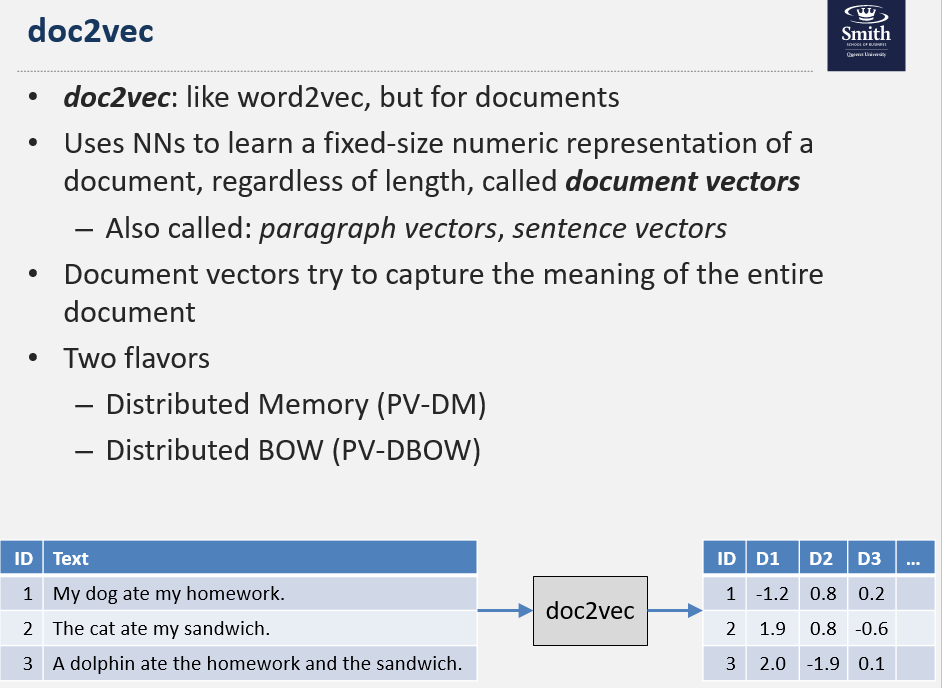 doc2vec
Smith
SCHOOL OF BUSINESS
Queen's University
• doc2vec: like word2vec, but for documents
• Uses NNs to learn a fixed-size numeric representation of a
document, regardless of length, called document vectors
– Also called: paragraph vectors, sentence vectors
• Document vectors try to capture the meaning of the entire
document
• Two flavors
– Distributed Memory (PV-DM)
– Distributed BOW (PV-DBOW)
ID Text
1 My dog ate my homework.
2 The cat ate my sandwich.
3 A dolphin ate the homework and the sandwich.
doc2vec
ID D1 D2 D3 ...
1 -1.2 0.8 0.2
2 1.9 0.8 -0.6
3 2.0 -1.9 0.1